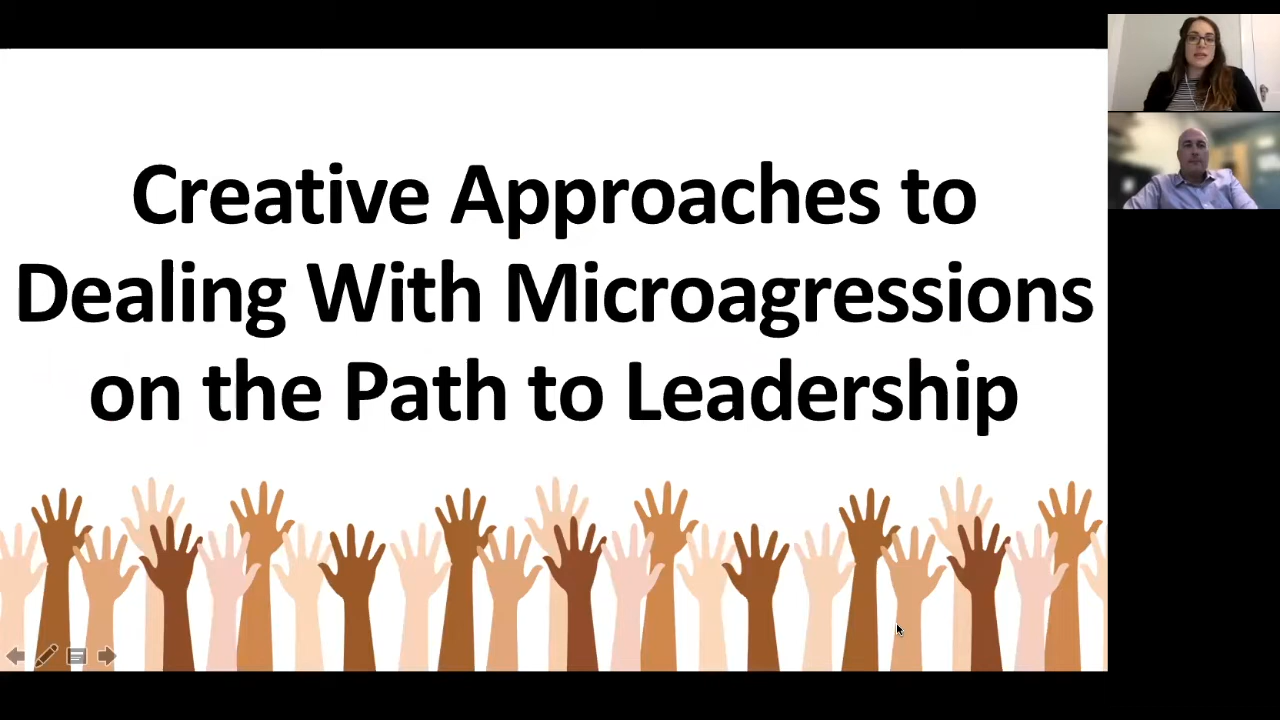 Creative Approaches to
Dealing With Microagressions
on the Path to Leadership